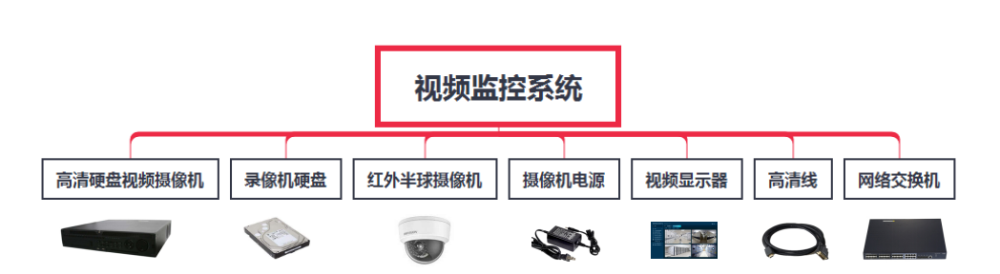 视频监控系统
高清硬盘视频摄像机
录像机硬盘
红外半球摄像机
摄像机电源
视频显示器
高清线
网络交换机